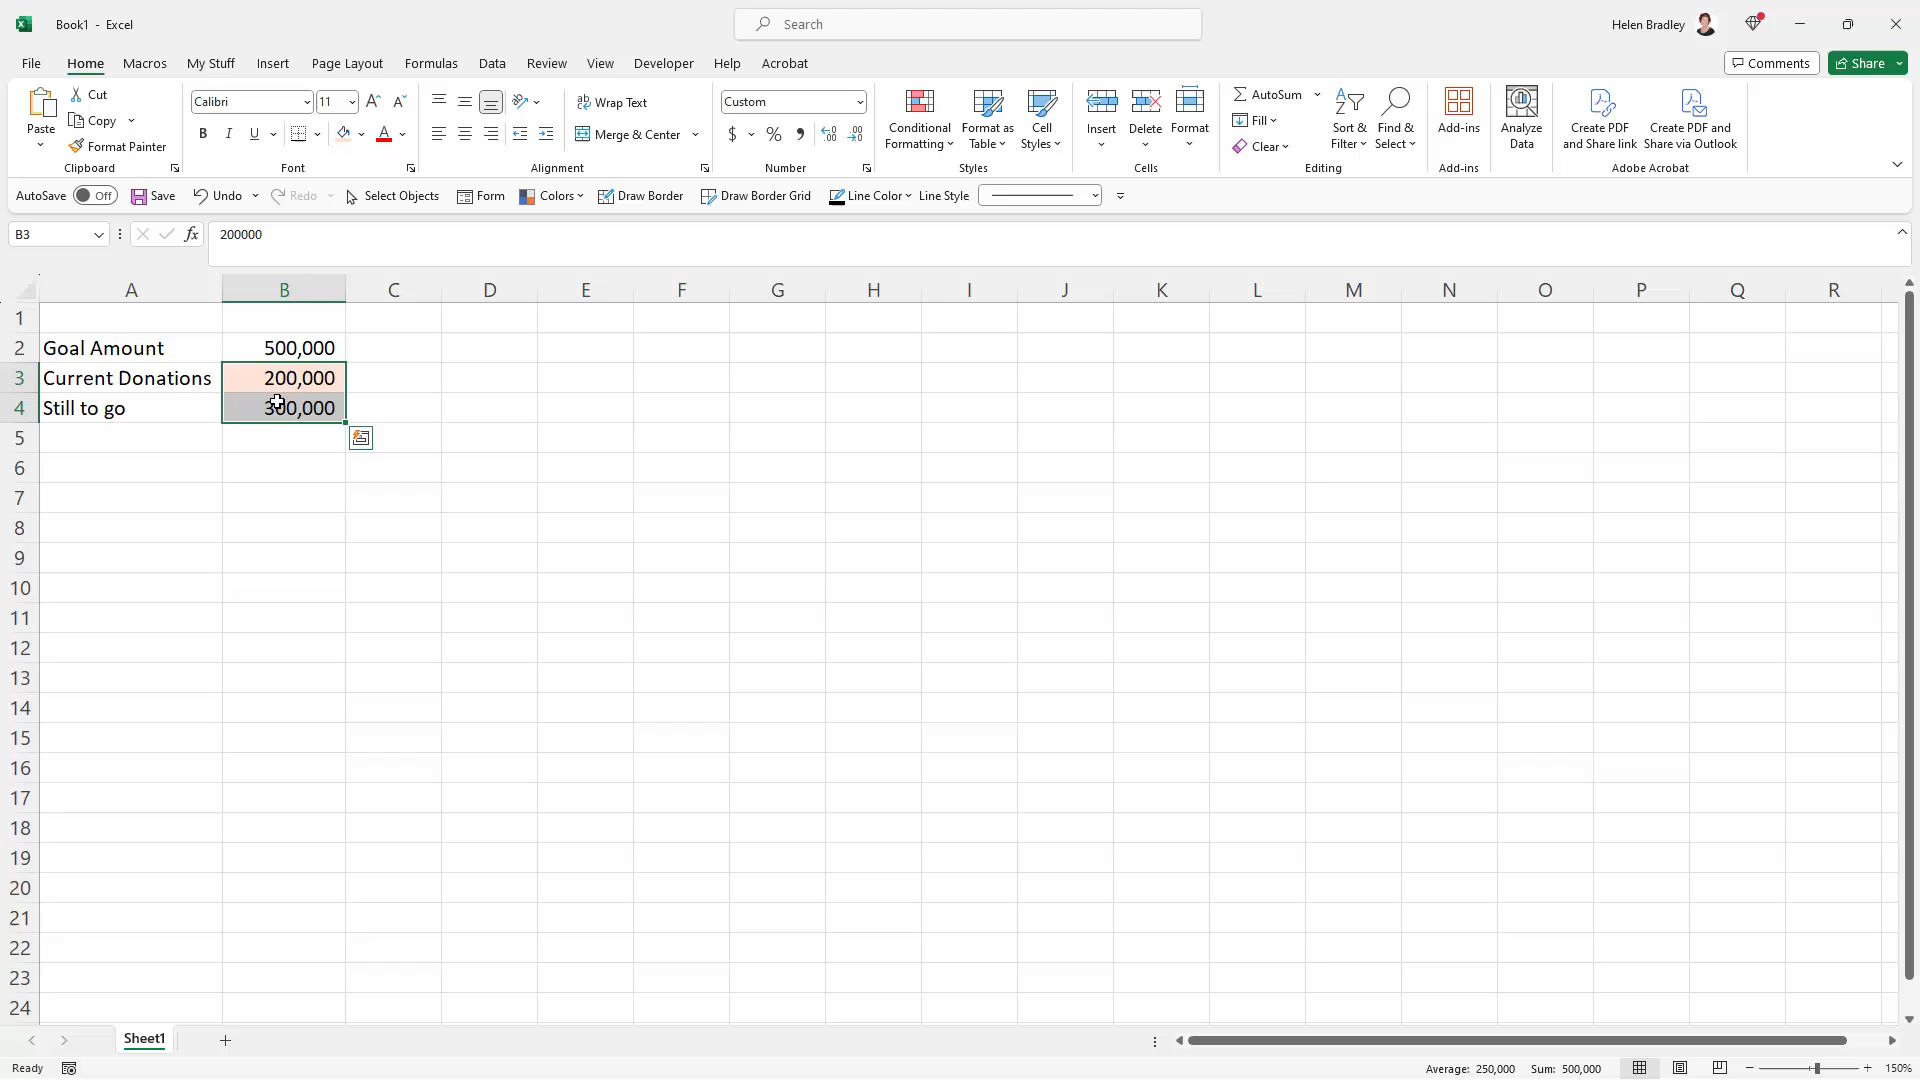 Book1 - Excel
Search
Helen Bradley
File Home Macros My Stuff Insert Page Layout Formulas Data Review View Developer Help Acrobat
Comments
Share
Paste
Cut
Copy
Format Painter
Clipboard
Calibri 11
B I U A
Font
Wrap Text
Merge & Center
Alignment
Custom
$ % 9
Number
Conditional Formatting
Format as Table
Cell Styles
Styles
Insert
Delete
Format
Cells
AutoSum
Fill
Clear
Sort & Filter
Find & Select
Editing
Add-ins
Add-ins
Analyze Data
Create PDF and Share link
Create PDF and Share via Outlook
Adobe Acrobat
AutoSave Off Save Undo Redo Select Objects Form Colors Draw Border Draw Border Grid Line Color Line Style
B3 fx 200000
A B C D E F G H I J K L M N O P Q R
1
2 Goal Amount 500,000
3 Current Donations 200,000
4 Still to go 300,000
5
6
7
8
9
10
11
12
13
14
15
16
17
18
19
20
21
22
23
24
Sheet1
Ready Average: 250,000 Sum: 500,000 150%